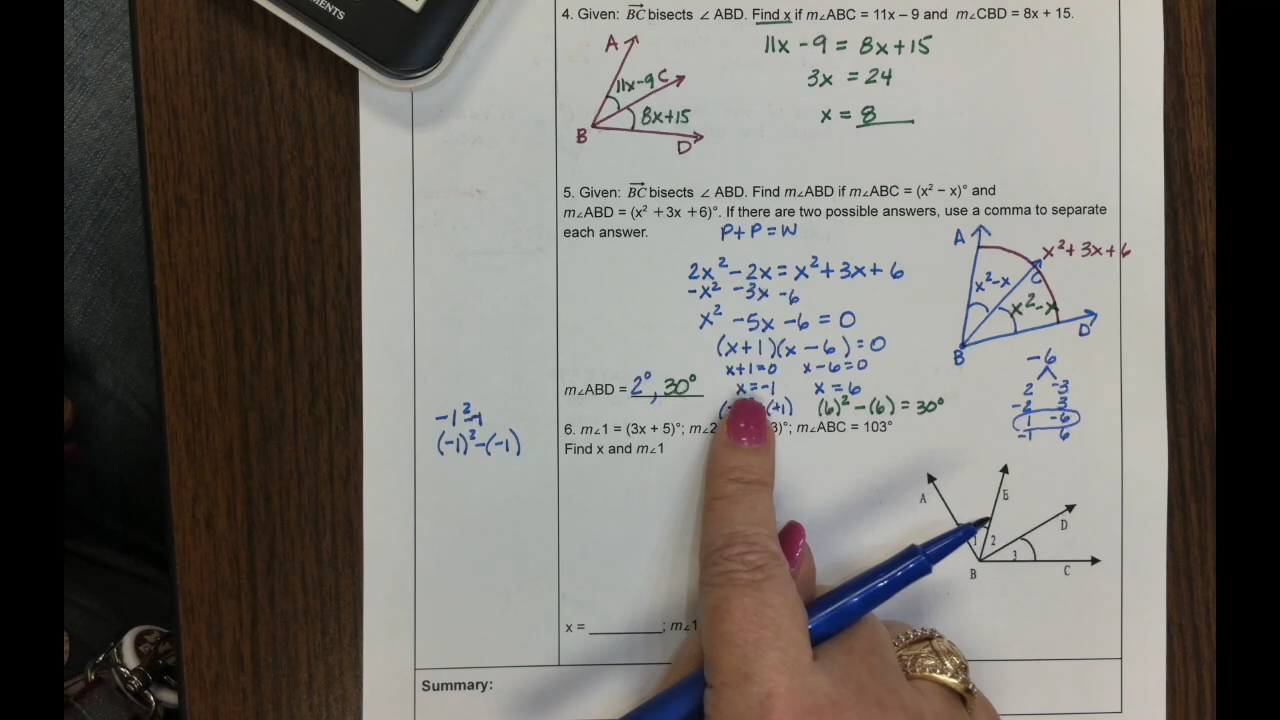 EMENTS
4. Given: BC bisects ∠ ABD. Find x if m∠ABC = 11x – 9 and m∠CBD = 8x + 15.
A
11x-9
C
8x+15
B
D
11x - 9 = 8x+15
3x = 24
x = 8
5. Given: BC bisects ∠ ABD. Find m∠ABD if m∠ABC = (x² – x)° and
m∠ABD = (x² + 3x + 6)°. If there are two possible answers, use a comma to separate
each answer.
P+P=W
2x² - 2x = x² + 3x + 6
-x² -3x -6
x² - 5x - 6 = 0
(x+1)(x-6)=0
x+1=0 x-6=0
x=-1 x=6
(6)² -(6) = 30°
m∠ABD = 2°, 30°
A
x²+3x+6
C
x²-x
x²-x
B
D
-6
2 -3
-2 3
1 -6
-1 6
-1²-1
(-1)²-(-1)
6. m∠1 = (3x + 5)°; m∠2 3)°; m∠ABC = 103°
Find x and m∠1
A
E
D
1 2
3
B
C
x = ________; m∠1
Summary: